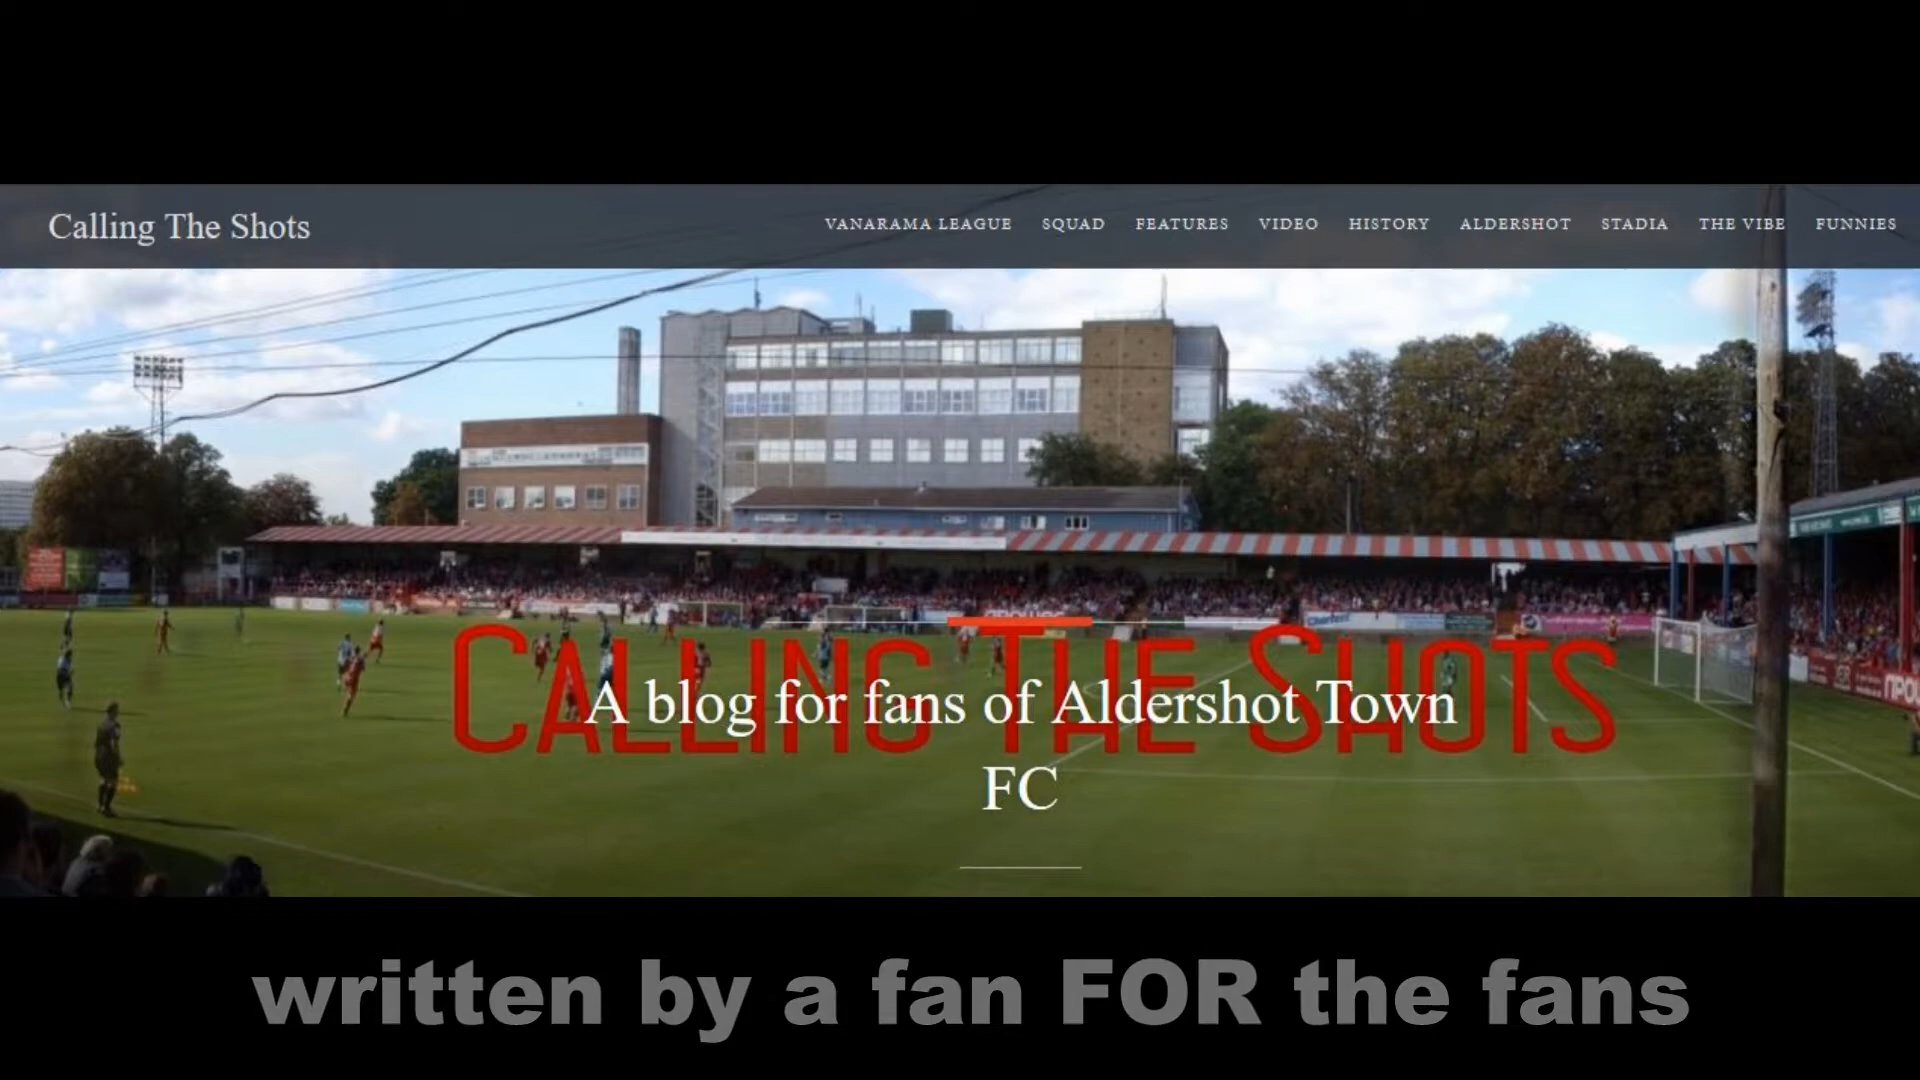 Calling The Shots
VANARAMA LEAGUE SQUAD FEATURES VIDEO HISTORY ALDERSHOT STADIA THE VIBE FUNNIES
CALLING THE SHOTS
A blog for fans of Aldershot Town
FC
written by a fan FOR the fans